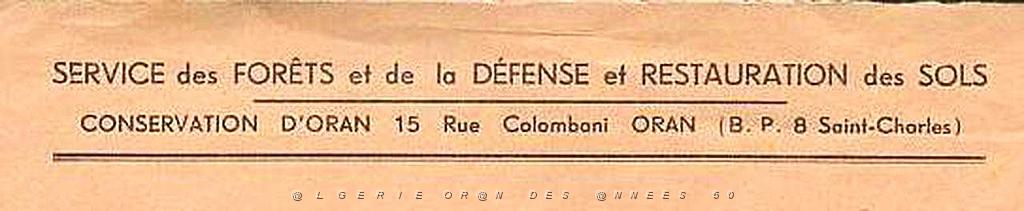 SERVICE des FORÊTS et de la DÉFENSE et RESTAURATION des SOLS
CONSERVATION D'ORAN 15 Rue Colombani ORAN (B. P. 8 Saint-Charles)
@LGERIE OR@N DES @NNEES 50